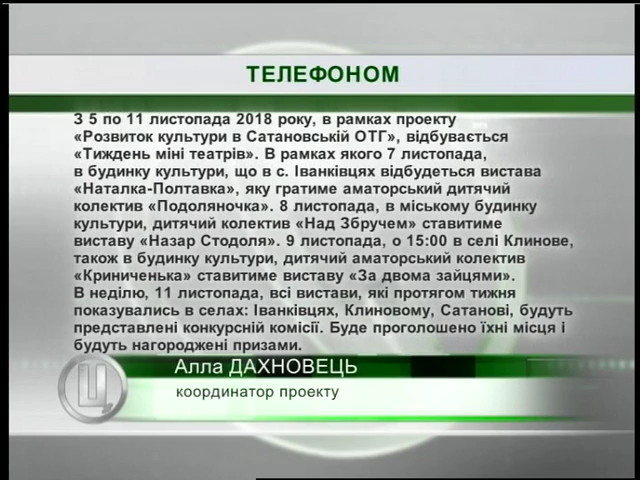 ТЕЛЕФОНОМ
З 5 по 11 листопада 2018 року, в рамках проекту
«Розвиток культури в Сатановській ОТГ», відбувається
«Тиждень міні театрів». В рамках якого 7 листопада,
в будинку культури, що в с. Іванківцях відбудеться вистава
«Наталка-Полтавка», яку гратиме аматорський дитячий
колектив «Подоляночка». 8 листопада, в міському будинку
культури, дитячий колектив «Над Збручем» ставитиме
виставу «Назар Стодоля». 9 листопада, о 15:00 в селі Клинове,
також в будинку культури, дитячий аматорський колектив
«Криниченька» ставитиме виставу «За двома зайцями».
В неділю, 11 листопада, всі вистави, які протягом тижня
показувались в селах: Іванківцях, Клиновому, Сатанові, будуть
представлені конкурсній комісії. Буде проголошено їхні місця і
будуть нагороджені призами.
Алла ДАХНОВЕЦЬ
координатор проекту
Ц